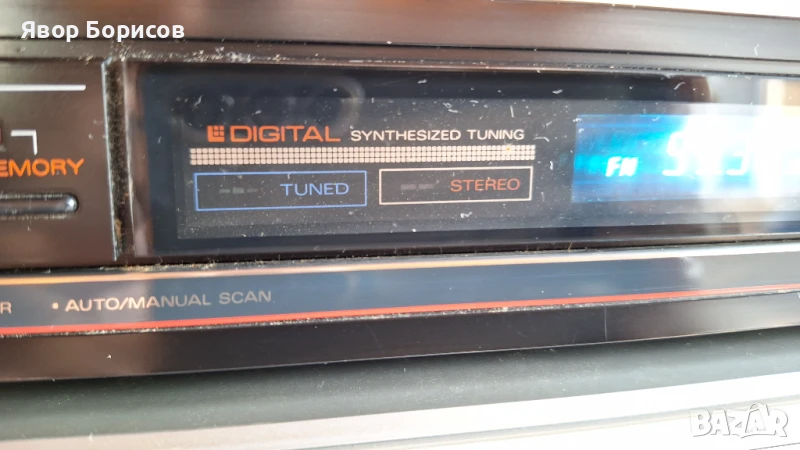 Явор Борисов
DIGITAL SYNTHESIZED TUNING
EMORY
TUNED STEREO
FM
R • AUTO/MANUAL SCAN
BAZAR